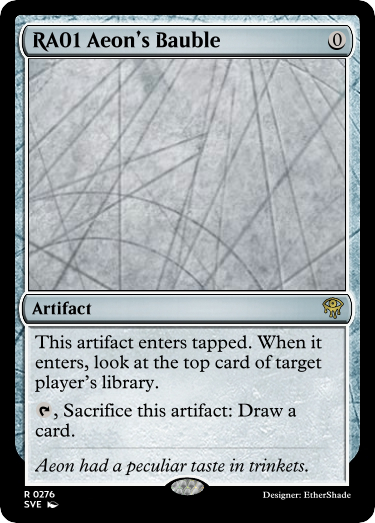 RA01 Aeon's Bauble 0
Artifact
This artifact enters tapped. When it
enters, look at the top card of target
player's library.
, Sacrifice this artifact: Draw a
card.
Aeon had a peculiar taste in trinkets.
R 0276
SVE
Designer: EtherShade